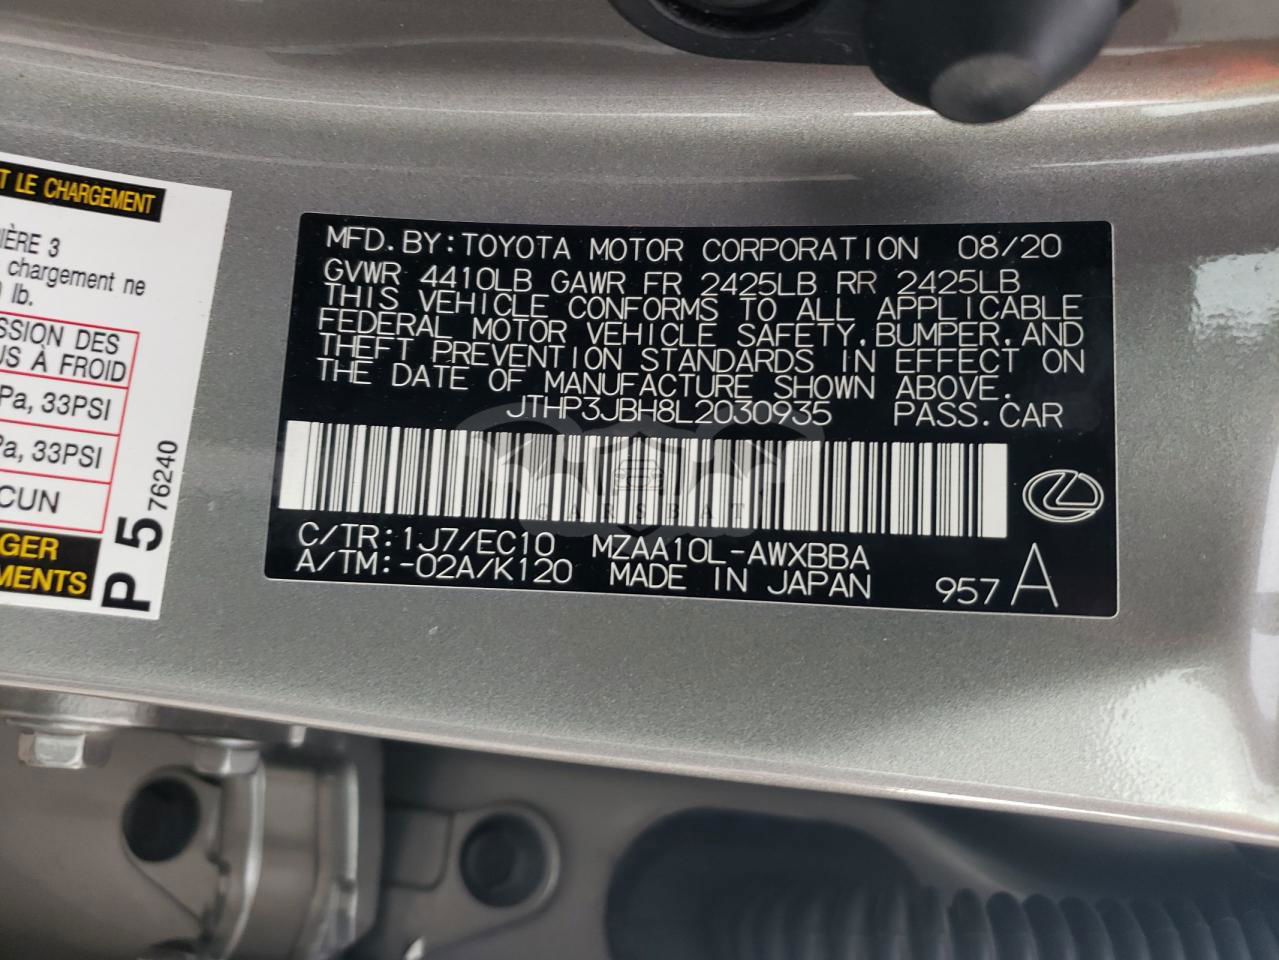 T LE CHARGEMENT
IÈRE 3
chargement ne
lb.
SSION DES
US À FROID
Pa, 33PSI
Pa, 33PSI
CUN
GER
EMENTS
P 5 76240
MFD. BY: TOYOTA MOTOR CORPORATION 08/20
GVWR 4410LB GAWR FR 2425LB RR 2425LB
THIS VEHICLE CONFORMS TO ALL APPLICABLE
FEDERAL MOTOR VEHICLE SAFETY, BUMPER, AND
THEFT PREVENTION STANDARDS IN EFFECT ON
THE DATE OF MANUFACTURE SHOWN ABOVE.
JTHP3JBH8L2030935 PASS. CAR
CARSBAT
C/TR: 1J7/EC10 MZAA10L-AWXBBA
A/TM: -02A/K120 MADE IN JAPAN 957 A